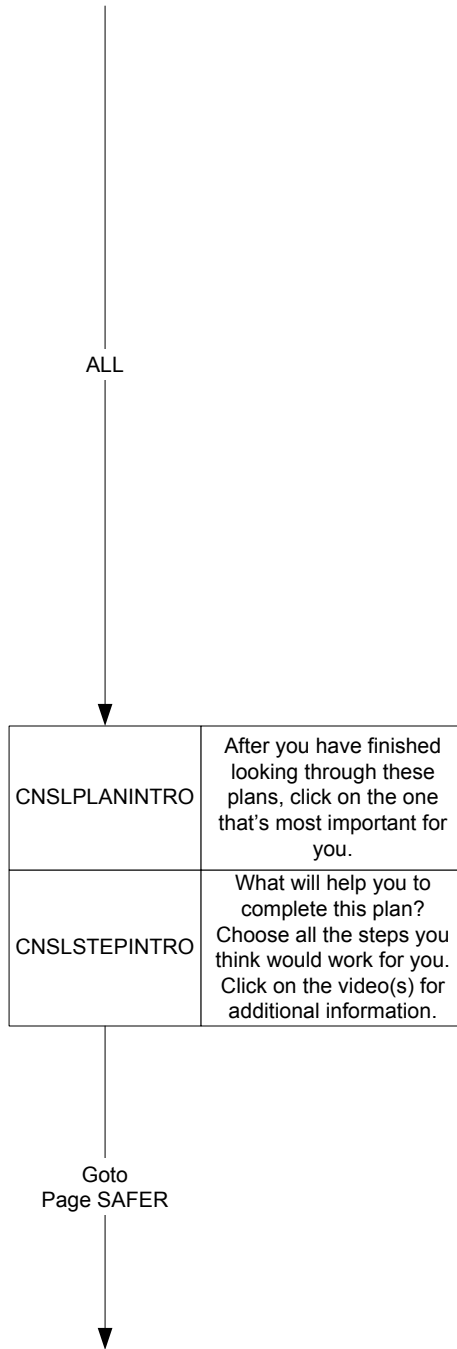 ALL
CNSLPLANINTRO
After you have finished
looking through these
plans, click on the one
that’s most important for
you.
CNSLSTEPINTRO
What will help you to
complete this plan?
Choose all the steps you
think would work for you.
Click on the video(s) for
additional information.
Goto
Page SAFER